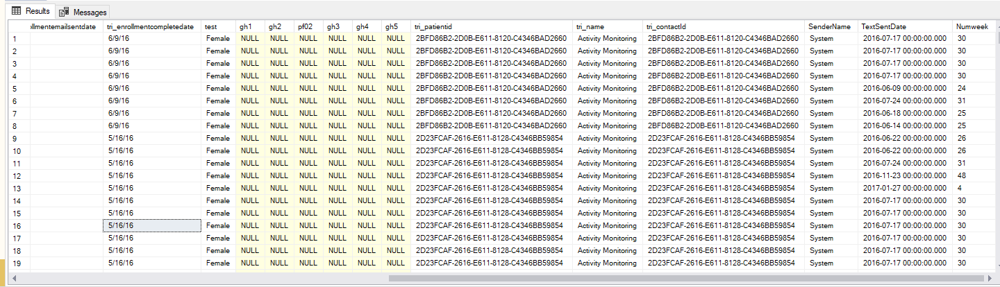 Results Messages
ollmentemailsentdate tri_enrollmentcompletedate test gh1 gh2 pf02 gh3 gh4 gh5 tri_patientid tri_name tri_contactId SenderName TextSentDate Numweek
1 6/9/16 Female NULL NULL NULL NULL NULL NULL 2BFD86B2-2D0B-E611-8120-C4346BAD2660 Activity Monitoring 2BFD86B2-2D0B-E611-8120-C4346BAD2660 System 2016-07-17 00:00:00.000 30
2 6/9/16 Female NULL NULL NULL NULL NULL NULL 2BFD86B2-2D0B-E611-8120-C4346BAD2660 Activity Monitoring 2BFD86B2-2D0B-E611-8120-C4346BAD2660 System 2016-07-17 00:00:00.000 30
3 6/9/16 Female NULL NULL NULL NULL NULL NULL 2BFD86B2-2D0B-E611-8120-C4346BAD2660 Activity Monitoring 2BFD86B2-2D0B-E611-8120-C4346BAD2660 System 2016-07-17 00:00:00.000 30
4 6/9/16 Female NULL NULL NULL NULL NULL NULL 2BFD86B2-2D0B-E611-8120-C4346BAD2660 Activity Monitoring 2BFD86B2-2D0B-E611-8120-C4346BAD2660 System 2016-07-17 00:00:00.000 30
5 6/9/16 Female NULL NULL NULL NULL NULL NULL 2BFD86B2-2D0B-E611-8120-C4346BAD2660 Activity Monitoring 2BFD86B2-2D0B-E611-8120-C4346BAD2660 System 2016-06-09 00:00:00.000 24
6 6/9/16 Female NULL NULL NULL NULL NULL NULL 2BFD86B2-2D0B-E611-8120-C4346BAD2660 Activity Monitoring 2BFD86B2-2D0B-E611-8120-C4346BAD2660 System 2016-07-24 00:00:00.000 31
7 6/9/16 Female NULL NULL NULL NULL NULL NULL 2BFD86B2-2D0B-E611-8120-C4346BAD2660 Activity Monitoring 2BFD86B2-2D0B-E611-8120-C4346BAD2660 System 2016-06-18 00:00:00.000 25
8 6/9/16 Female NULL NULL NULL NULL NULL NULL 2BFD86B2-2D0B-E611-8120-C4346BAD2660 Activity Monitoring 2BFD86B2-2D0B-E611-8120-C4346BAD2660 System 2016-06-14 00:00:00.000 25
9 5/16/16 Female NULL NULL NULL NULL NULL NULL 2D23FCAF-2616-E611-8128-C4346BB59854 Activity Monitoring 2D23FCAF-2616-E611-8128-C4346BB59854 System 2016-06-22 00:00:00.000 26
10 5/16/16 Female NULL NULL NULL NULL NULL NULL 2D23FCAF-2616-E611-8128-C4346BB59854 Activity Monitoring 2D23FCAF-2616-E611-8128-C4346BB59854 System 2016-06-22 00:00:00.000 26
11 5/16/16 Female NULL NULL NULL NULL NULL NULL 2D23FCAF-2616-E611-8128-C4346BB59854 Activity Monitoring 2D23FCAF-2616-E611-8128-C4346BB59854 System 2016-07-24 00:00:00.000 31
12 5/16/16 Female NULL NULL NULL NULL NULL NULL 2D23FCAF-2616-E611-8128-C4346BB59854 Activity Monitoring 2D23FCAF-2616-E611-8128-C4346BB59854 System 2016-11-23 00:00:00.000 48
13 5/16/16 Female NULL NULL NULL NULL NULL NULL 2D23FCAF-2616-E611-8128-C4346BB59854 Activity Monitoring 2D23FCAF-2616-E611-8128-C4346BB59854 System 2017-01-27 00:00:00.000 4
14 5/16/16 Female NULL NULL NULL NULL NULL NULL 2D23FCAF-2616-E611-8128-C4346BB59854 Activity Monitoring 2D23FCAF-2616-E611-8128-C4346BB59854 System 2016-07-17 00:00:00.000 30
15 5/16/16 Female NULL NULL NULL NULL NULL NULL 2D23FCAF-2616-E611-8128-C4346BB59854 Activity Monitoring 2D23FCAF-2616-E611-8128-C4346BB59854 System 2016-07-17 00:00:00.000 30
16 5/16/16 Female NULL NULL NULL NULL NULL NULL 2D23FCAF-2616-E611-8128-C4346BB59854 Activity Monitoring 2D23FCAF-2616-E611-8128-C4346BB59854 System 2016-07-17 00:00:00.000 30
17 5/16/16 Female NULL NULL NULL NULL NULL NULL 2D23FCAF-2616-E611-8128-C4346BB59854 Activity Monitoring 2D23FCAF-2616-E611-8128-C4346BB59854 System 2016-07-17 00:00:00.000 30
18 5/16/16 Female NULL NULL NULL NULL NULL NULL 2D23FCAF-2616-E611-8128-C4346BB59854 Activity Monitoring 2D23FCAF-2616-E611-8128-C4346BB59854 System 2016-07-17 00:00:00.000 30
19 5/16/16 Female NULL NULL NULL NULL NULL NULL 2D23FCAF-2616-E611-8128-C4346BB59854 Activity Monitoring 2D23FCAF-2616-E611-8128-C4346BB59854 System 2016-07-17 00:00:00.000 30